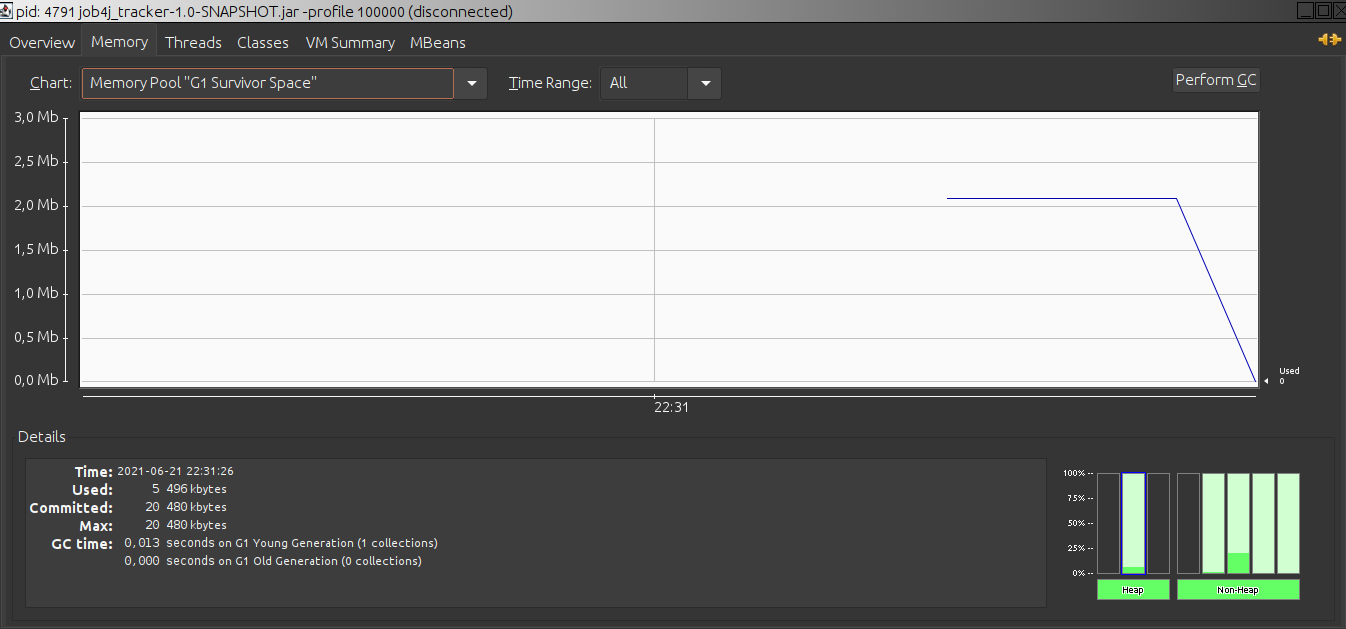 pid: 4791 job4j_tracker-1.0-SNAPSHOT.jar -profile 100000 (disconnected)
Overview Memory Threads Classes VM Summary MBeans
Chart: Memory Pool "G1 Survivor Space" Time Range: All Perform GC
3,0 Mb
2,5 Mb
2,0 Mb
1,5 Mb
1,0 Mb
0,5 Mb
0,0 Mb
Used
0
22:31
Details
Time: 2021-06-21 22:31:26
Used: 5 496 kbytes
Committed: 20 480 kbytes
Max: 20 480 kbytes
GC time: 0,013 seconds on G1 Young Generation (1 collections)
0,000 seconds on G1 Old Generation (0 collections)
100% --
75% --
50% --
25% --
0% --
Heap Non-Heap